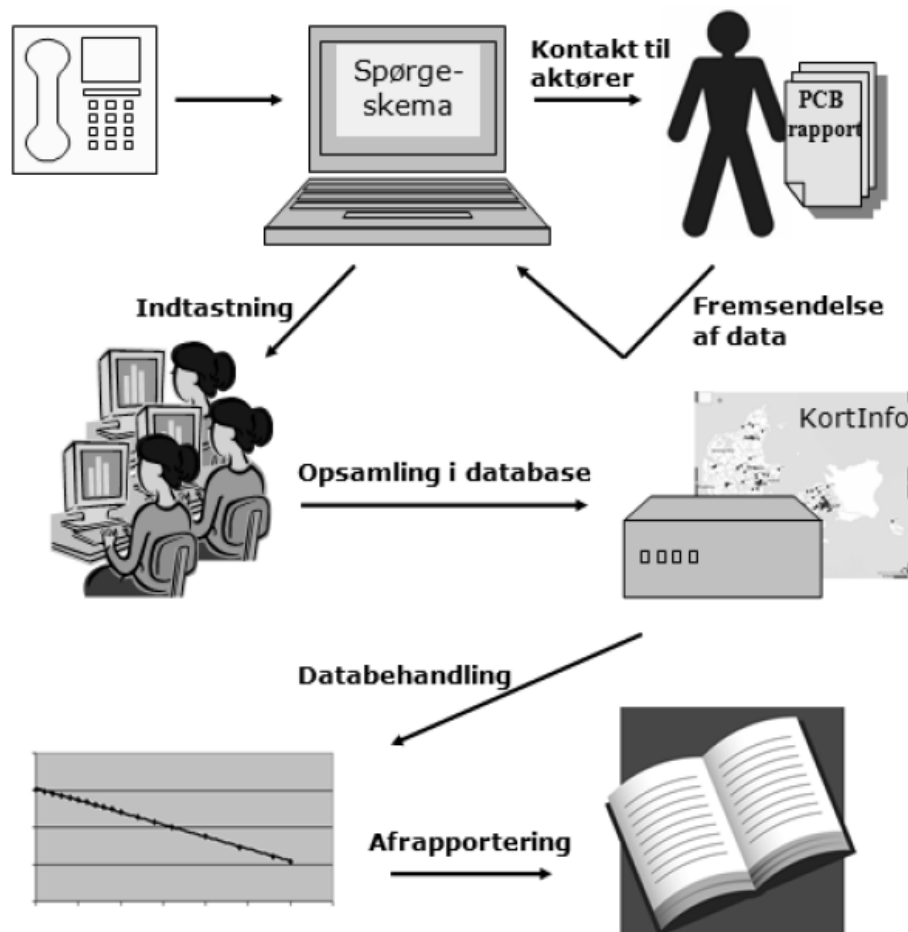 Spørge-
skema
Kontakt til
aktører
PCB
rapport
Indtastning
Fremsendelse
af data
KortInfo
Opsamling i database
Databehandling
Afrapportering